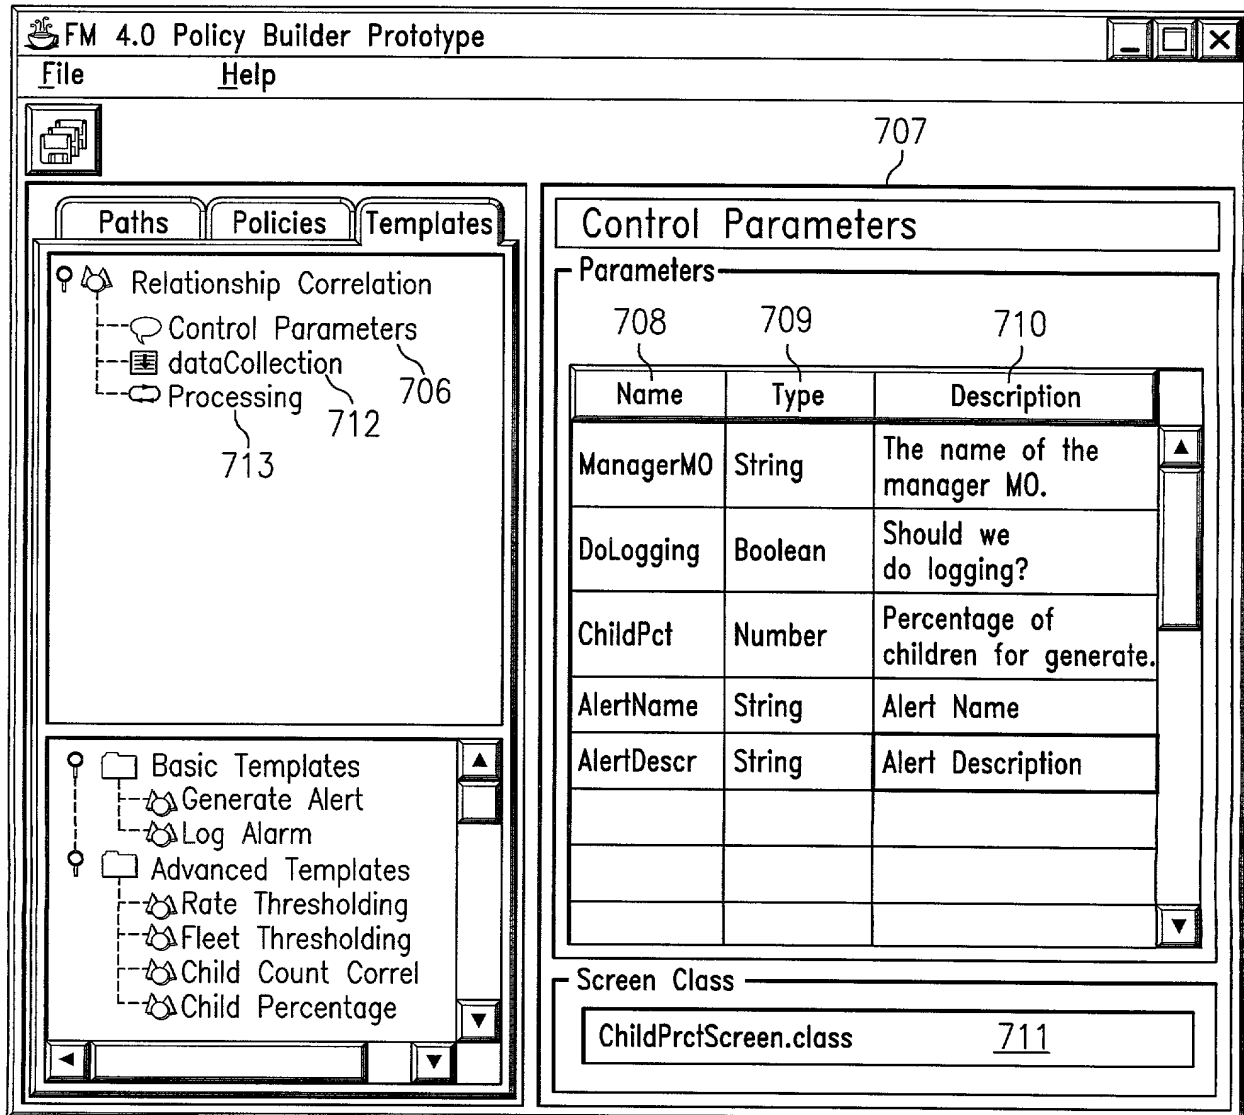 FM 4.0 Policy Builder Prototype
File Help
707
Paths Policies Templates
Relationship Correlation
Control Parameters
dataCollection
Processing
706
712
713
Basic Templates
Generate Alert
Log Alarm
Advanced Templates
Rate Thresholding
Fleet Thresholding
Child Count Correl
Child Percentage
Control Parameters
Parameters
708 709 710
Name Type Description
ManagerMO String The name of the
manager MO.
DoLogging Boolean Should we
do logging?
ChildPct Number Percentage of
children for generate.
AlertName String Alert Name
AlertDescr String Alert Description
Screen Class
ChildPrctScreen.class 711